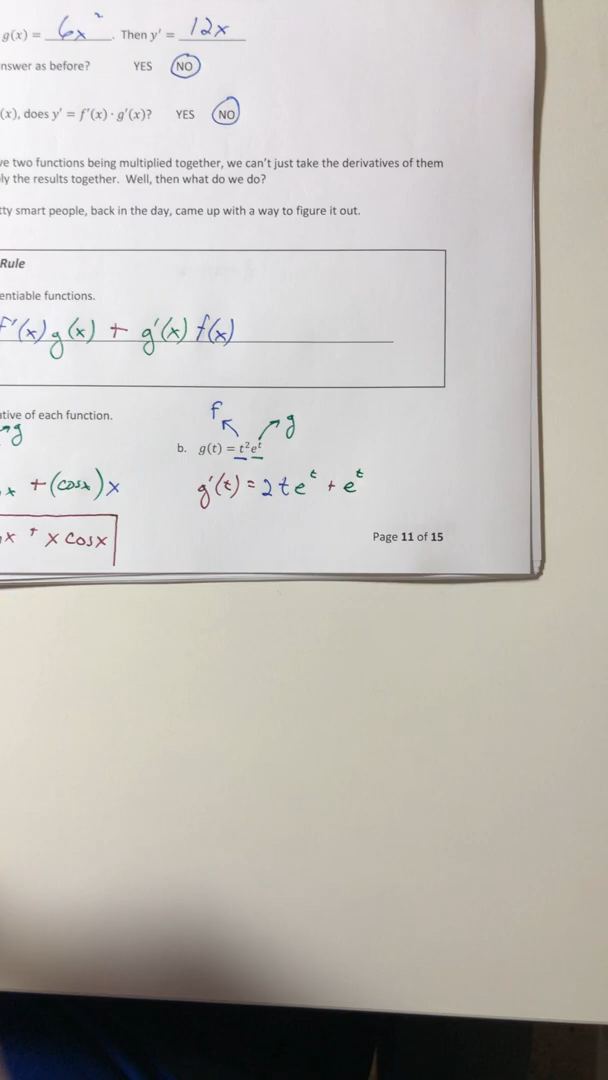 g(x) = 6x². Then y' = 12x
nswer as before? YES NO
(x), does y' = f'(x) · g'(x)? YES NO
ve two functions being multiplied together, we can't just take the derivatives of them
ly the results together. Well, then what do we do?
tty smart people, back in the day, came up with a way to figure it out.
Rule
entiable functions.
f'(x) g(x) + g'(x) f(x)
ative of each function.
g
f
g
b. g(t) = t²eᵗ
x + (cosx) x
g'(t) = 2teᵗ + eᵗ
x + x cosx
Page 11 of 15